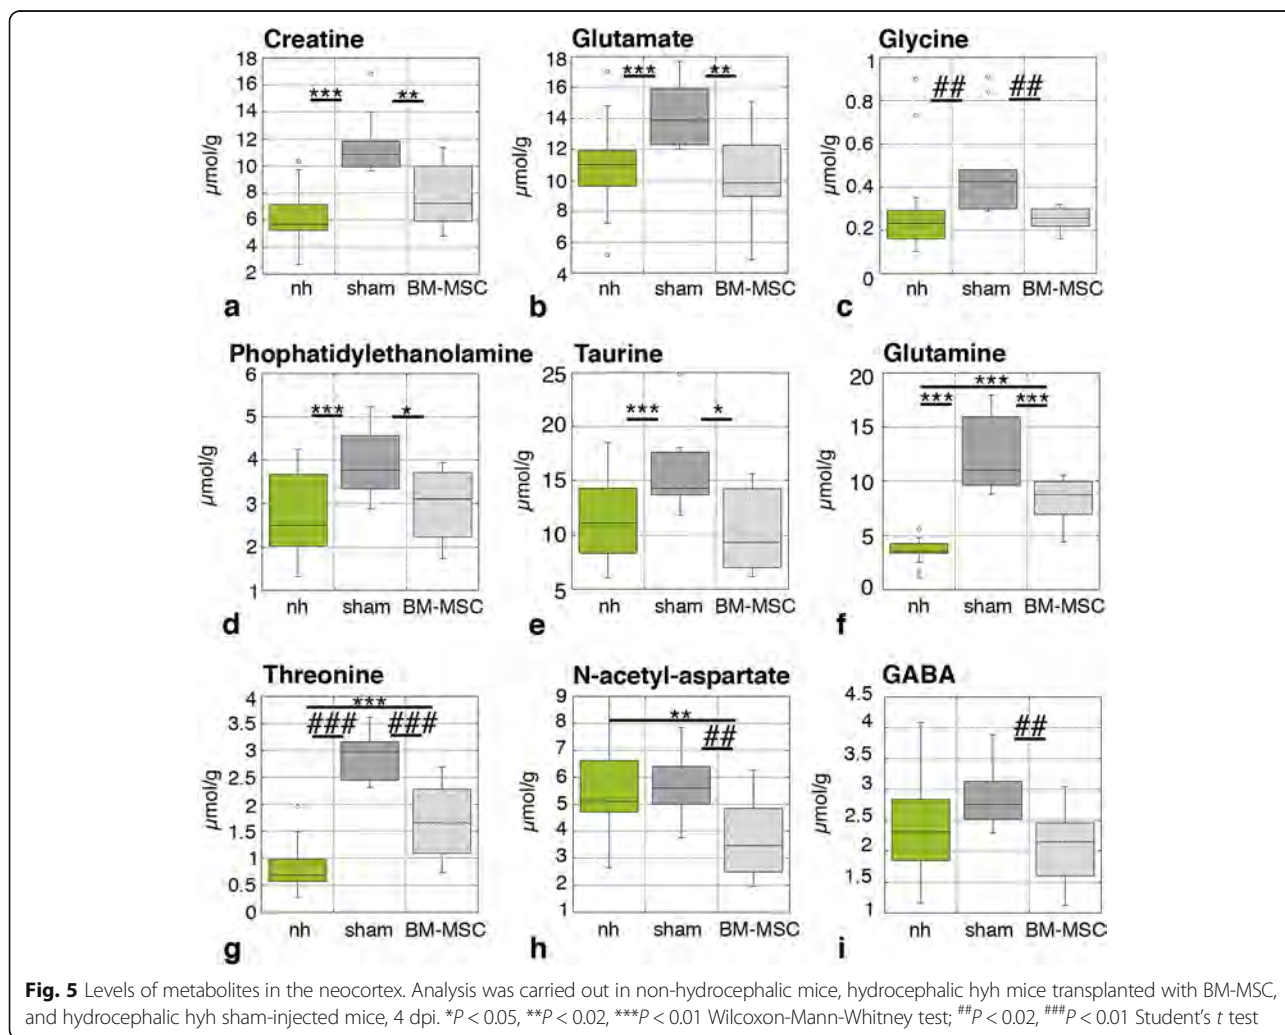 Creatine
18
16
14
12
10
8
6
4
2
µmol/g
***
**
nh sham BM-MSC
a
Glutamate
18
16
14
12
10
8
6
4
µmol/g
***
**
nh sham BM-MSC
b
Glycine
1
0.8
0.6
0.4
0.2
0
µmol/g
##
##
nh sham BM-MSC
c
Phophatidylethanolamine
6
5
4
3
2
1
µmol/g
***
*
nh sham BM-MSC
d
Taurine
25
20
15
10
5
µmol/g
***
*
nh sham BM-MSC
e
Glutamine
20
15
10
5
0
µmol/g
***
***
***
nh sham BM-MSC
f
Threonine
4
3.5
3
2.5
2
1.5
1
0.5
0
µmol/g
***
###
###
nh sham BM-MSC
g
N-acetyl-aspartate
9
8
7
6
5
4
3
2
1
µmol/g
**
##
nh sham BM-MSC
h
GABA
4.5
4
3.5
3
2.5
2
1.5
1
µmol/g
##
nh sham BM-MSC
i
Fig. 5 Levels of metabolites in the neocortex. Analysis was carried out in non-hydrocephalic mice, hydrocephalic hyh mice transplanted with BM-MSC,
and hydrocephalic hyh sham-injected mice, 4 dpi. *P < 0.05, **P < 0.02, ***P < 0.01 Wilcoxon-Mann-Whitney test; ##P < 0.02, ###P < 0.01 Student's t test